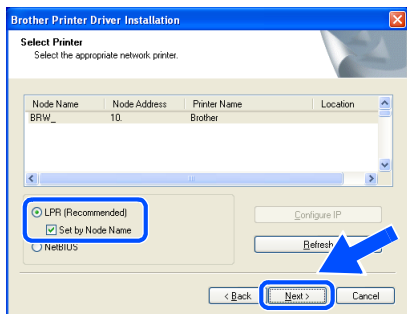 Brother Printer Driver Installation
Select Printer
Select the appropriate network printer.
Node Name Node Address Printer Name Location
BRW_ 10. Brother
LPR (Recommended)
Set by Node Name
NetBIOS
Configure IP
Refresh
< Back Next > Cancel